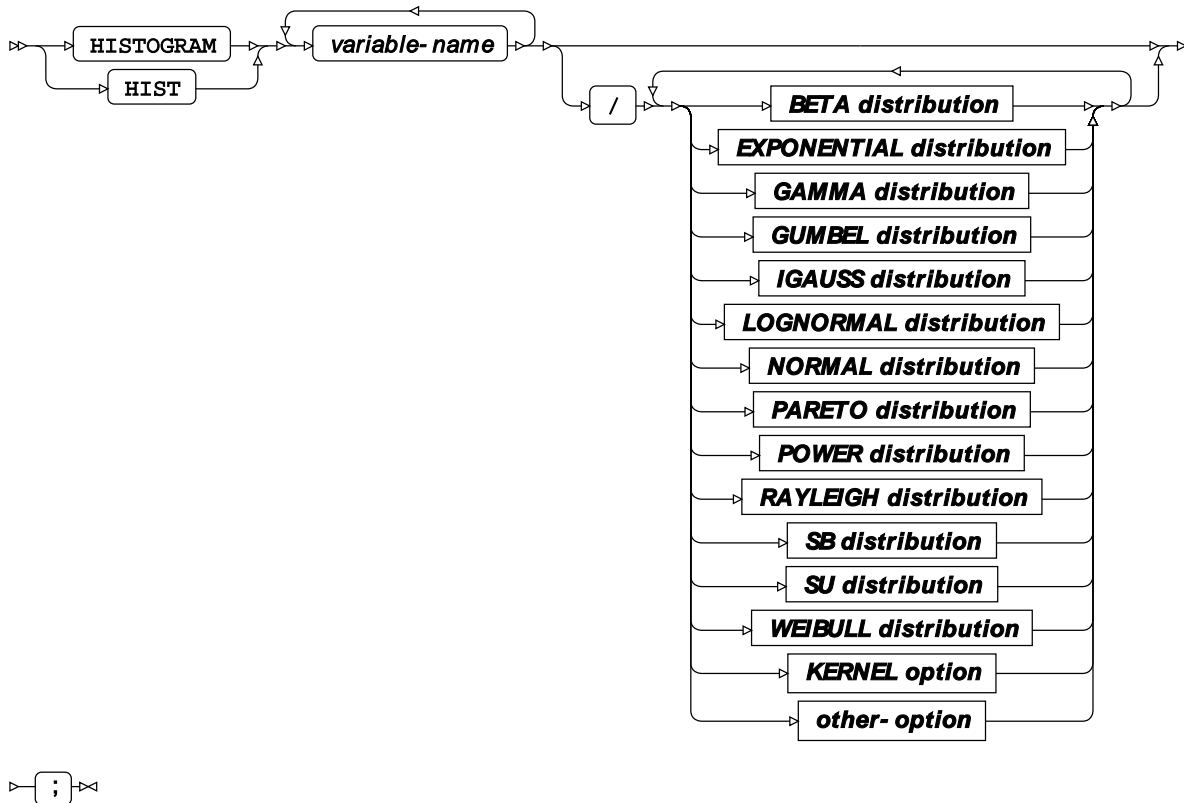 HISTOGRAM
HIST
variable-name
/
BETA distribution
EXPONENTIAL distribution
GAMMA distribution
GUMBEL distribution
IGAUSS distribution
LOGNORMAL distribution
NORMAL distribution
PARETO distribution
POWER distribution
RAYLEIGH distribution
SB distribution
SU distribution
WEIBULL distribution
KERNEL option
other-option
;